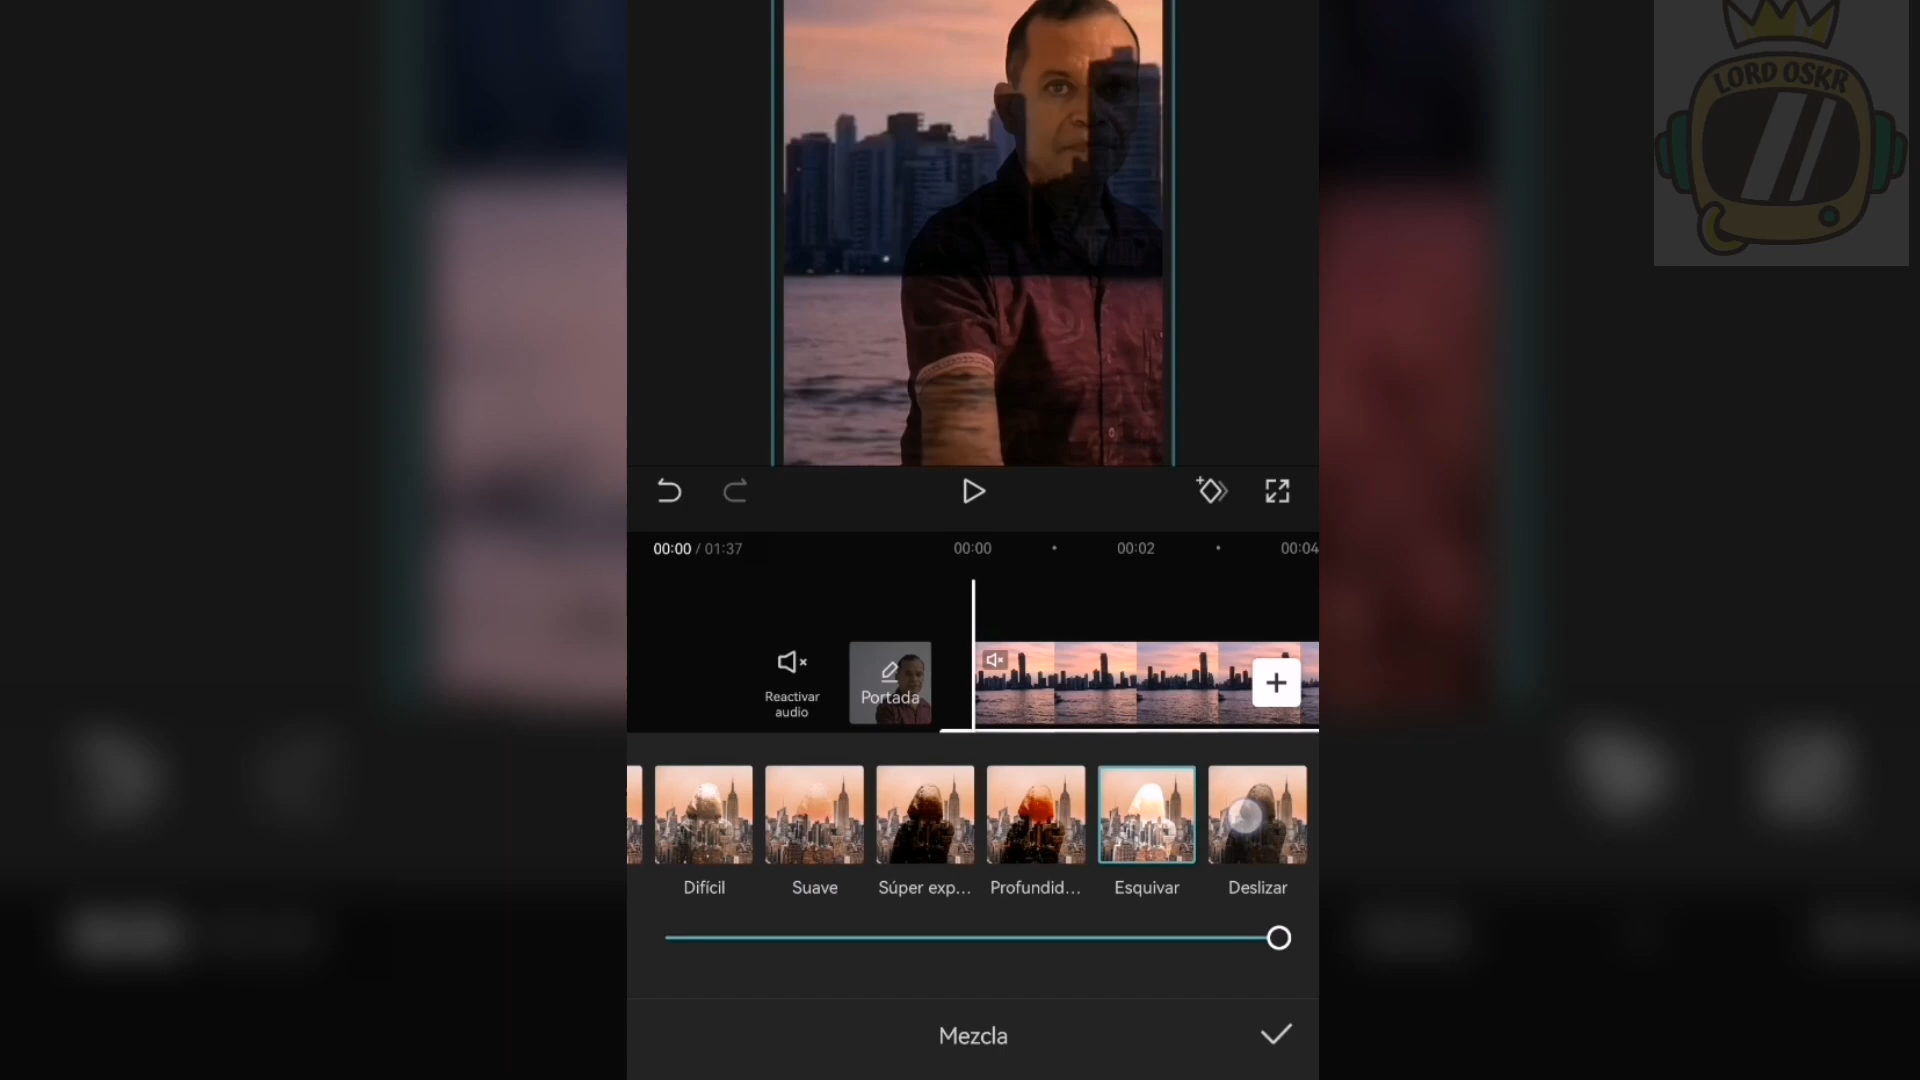 LORD OSKR
00:00 / 01:37
00:00
00:02
00:04
Reactivar
audio
Portada
Difícil
Suave
Súper exp...
Profundid...
Esquivar
Deslizar
Mezcla